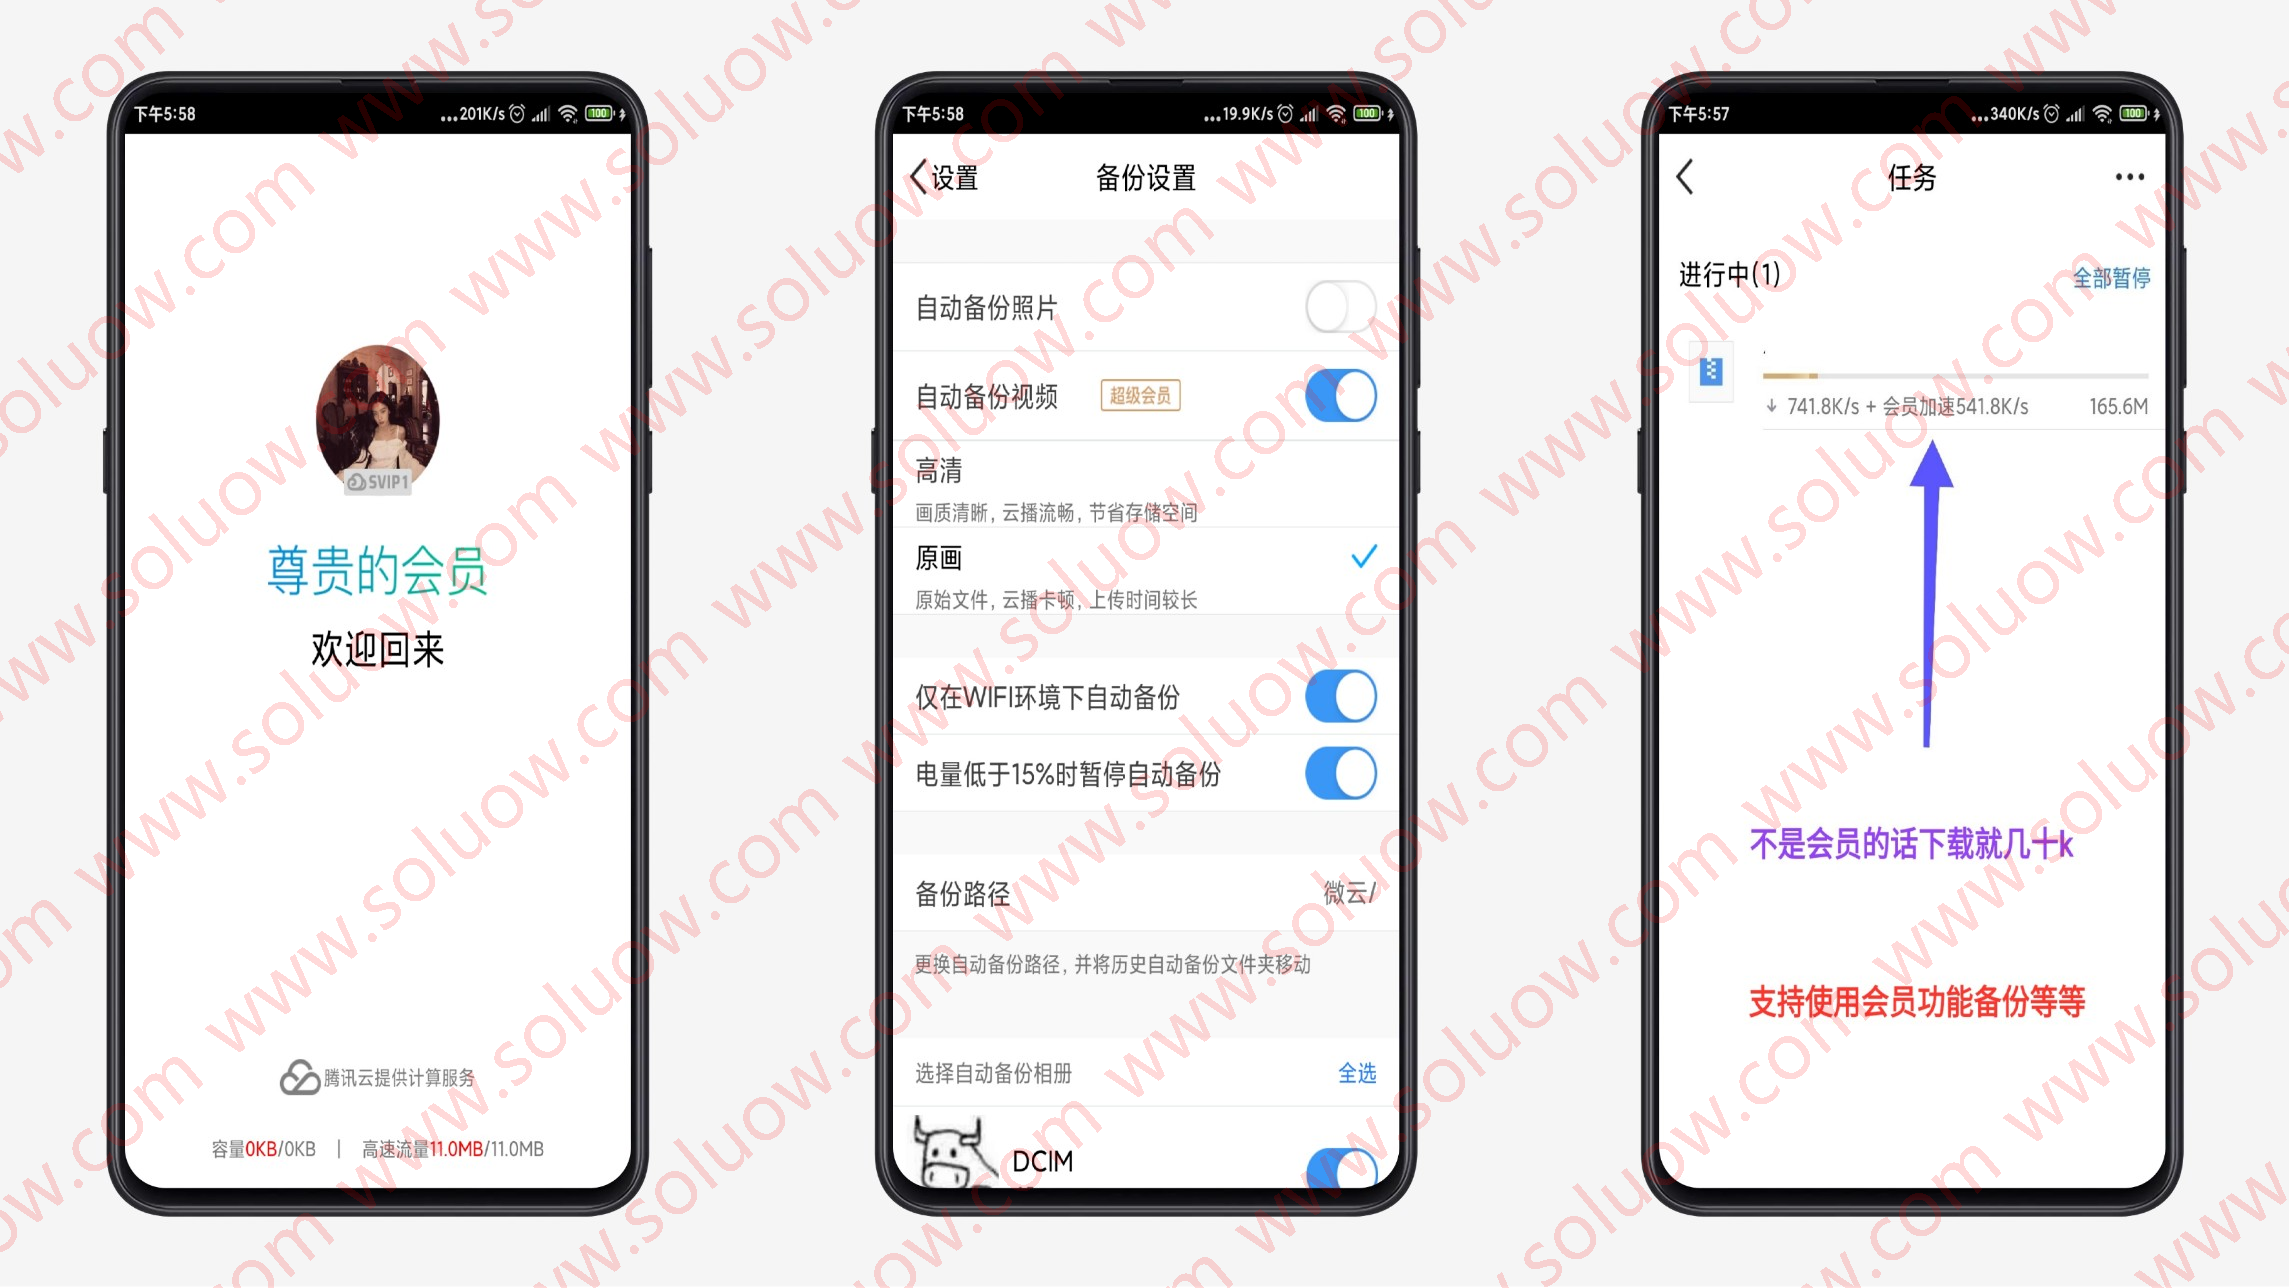 下午5:58
...201K/s
100
SVIP1
尊贵的会员
欢迎回来
腾讯云提供计算服务
容量0KB/0KB | 高速流量11.0MB/11.0MB
下午5:58
...19.9K/s
100
设置
备份设置
自动备份照片
自动备份视频
超级会员
高清
画质清晰, 云播流畅, 节省存储空间
原画
原始文件, 云播卡顿, 上传时间较长
仅在WIFI环境下自动备份
电量低于15%时暂停自动备份
备份路径
微云/
更换自动备份路径, 并将历史自动备份文件夹移动
选择自动备份相册
全选
DCIM
下午5:57
...340K/s
100
任务
...
进行中(1)
全部暂停
741.8K/s + 会员加速541.8K/s
165.6M
不是会员的话下载就几十k
支持使用会员功能备份等等
www.soluow.com